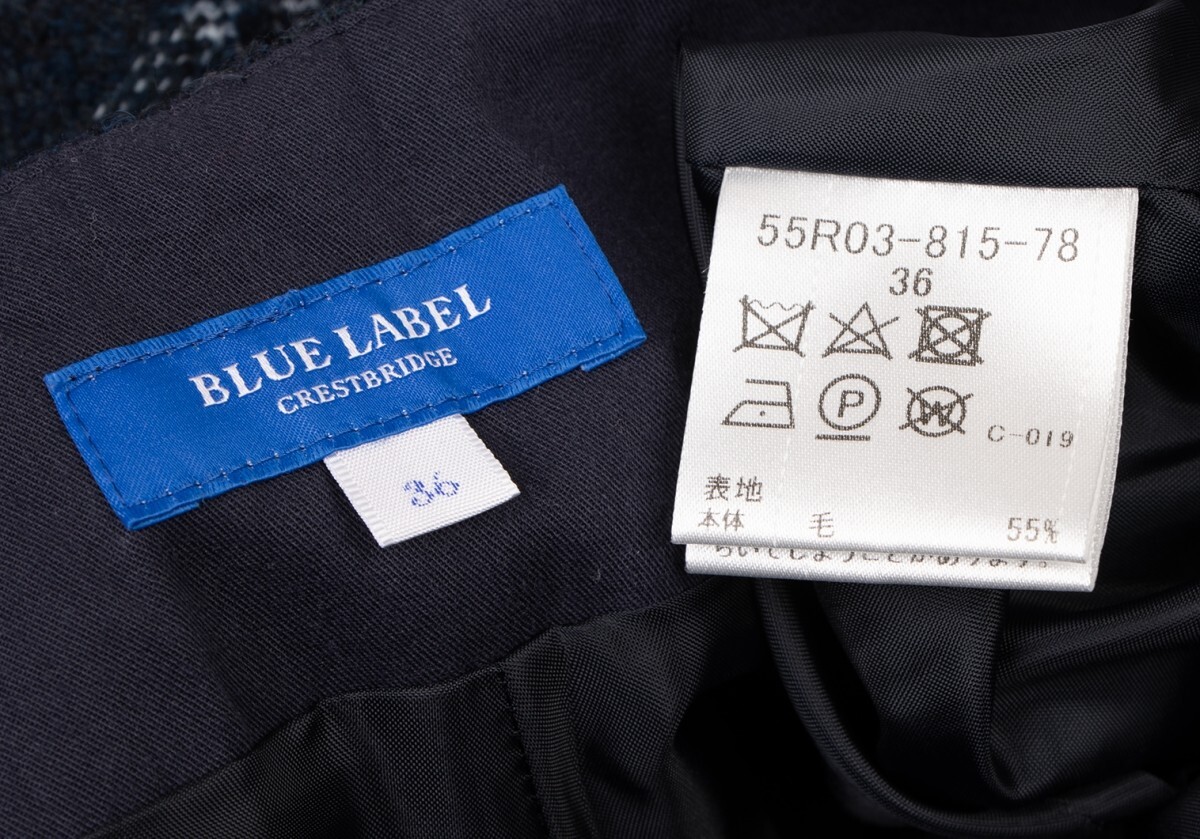 BLUE LABEL
CRESTBRIDGE
36
55R03-815-78
36
P
W
C-019
表地
本体 毛 55%